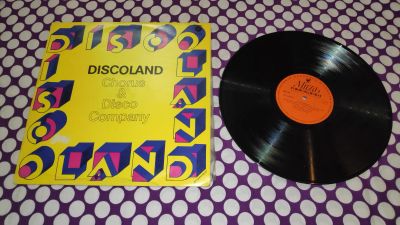 DISCO
DISCOLAND
Chorus
&
Disco
Company
DISCO
LAND
LAND